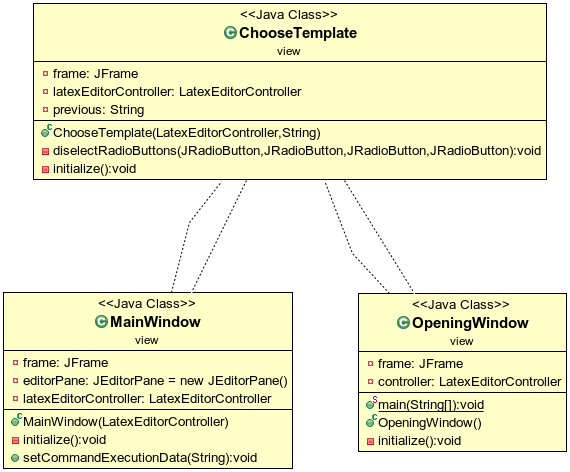 <<Java Class>>
ChooseTemplate
view
frame: JFrame
latexEditorController: LatexEditorController
previous: String
ChooseTemplate(LatexEditorController,String)
diselectRadioButtons(JRadioButton,JRadioButton,JRadioButton,JRadioButton):void
initialize():void
<<Java Class>>
MainWindow
view
frame: JFrame
editorPane: JEditorPane = new JEditorPane()
latexEditorController: LatexEditorController
MainWindow(LatexEditorController)
initialize():void
setCommandExecutionData(String):void
<<Java Class>>
OpeningWindow
view
frame: JFrame
controller: LatexEditorController
main(String[]):void
OpeningWindow()
initialize():void